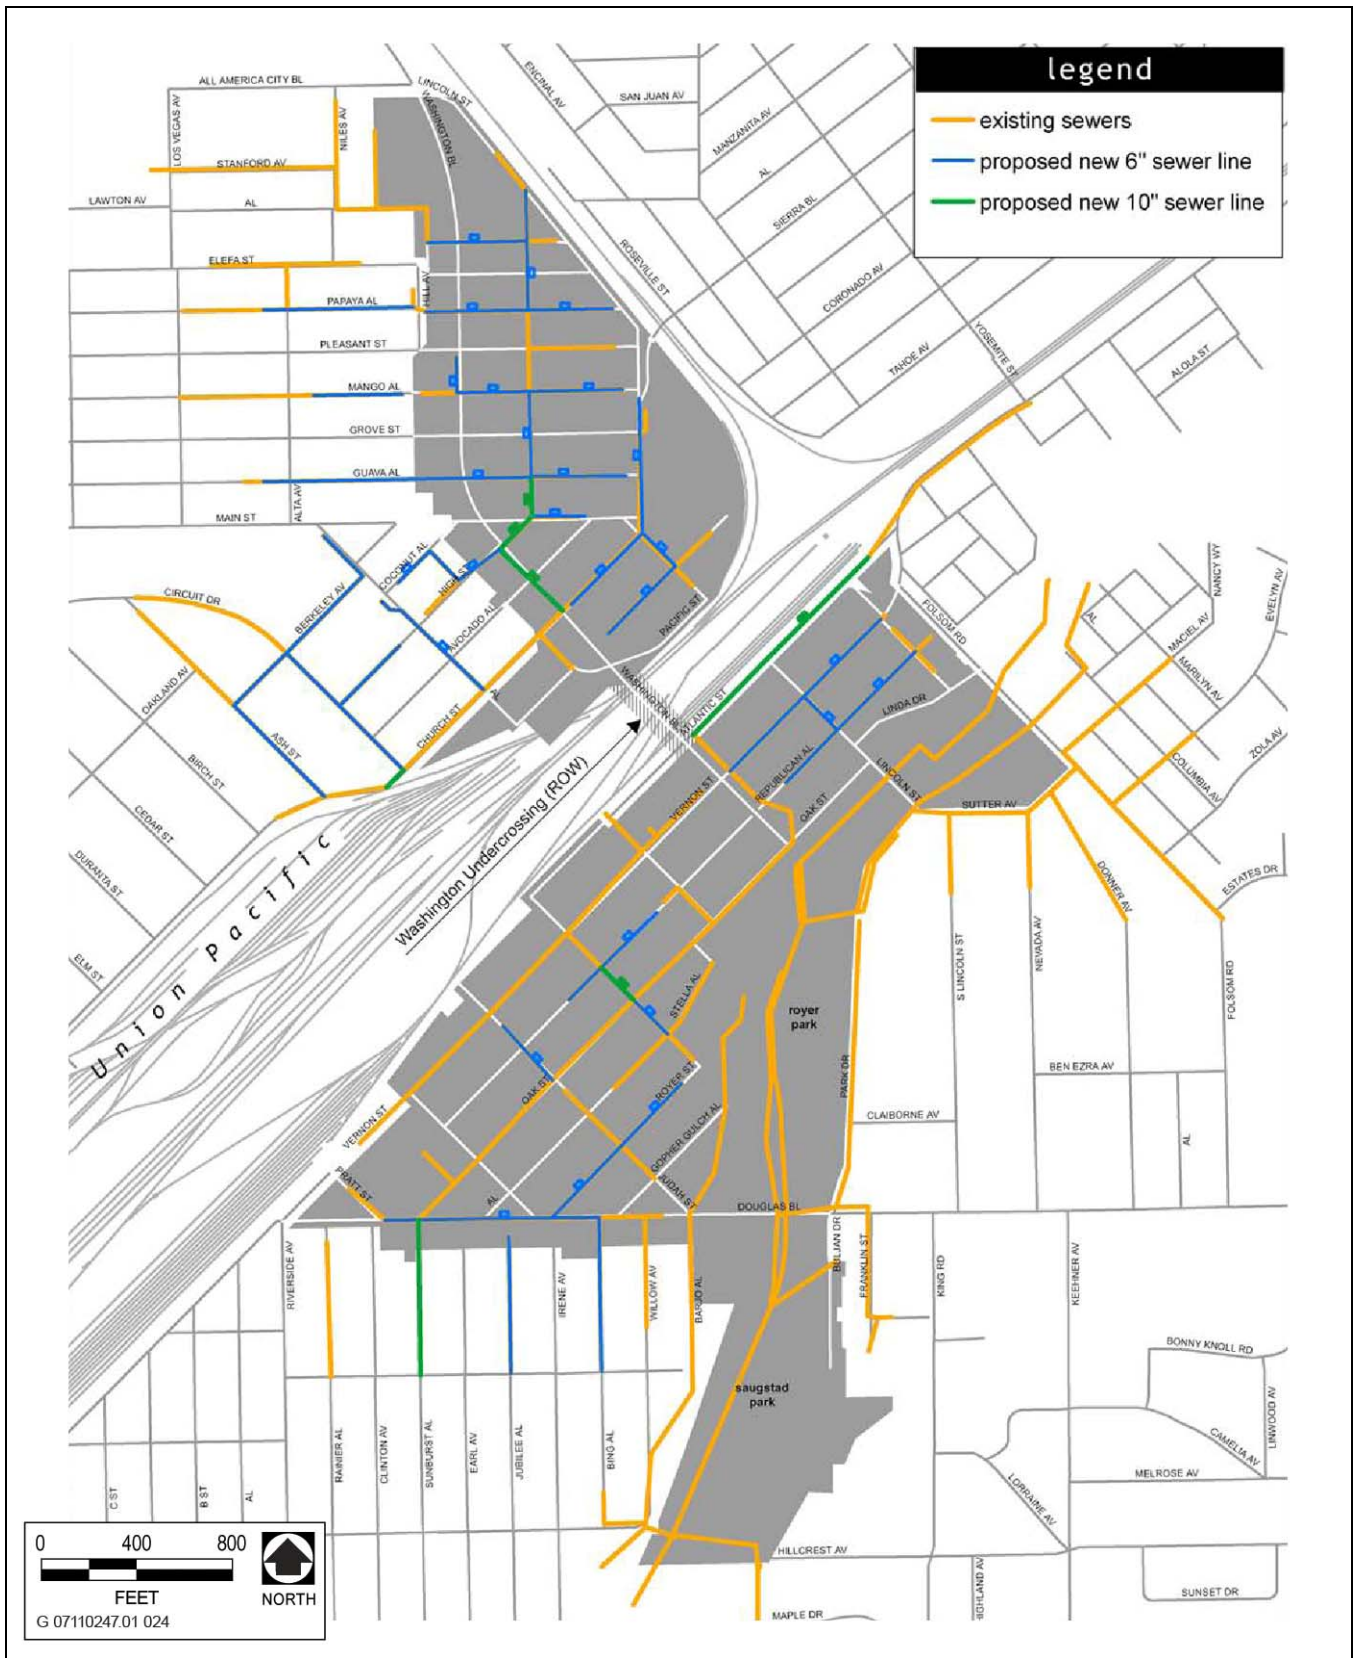 legend
existing sewers
proposed new 6" sewer line
proposed new 10" sewer line
ALL AMERICA CITY BL
LINCOLN ST
WASHINGTON BL
ENCINAL AV
SAN JUAN AV
MANZANITA AV
AL
SIERRA BL
CORONADO AV
TAHOE AV
YOSEMITE ST
ALOLA ST
ROSEVILLE ST
LOS VEGAS AV
NILES AV
STANFORD AV
LAWTON AV
AL
ELEFA ST
HILL AV
PAPAYA AL
PLEASANT ST
MANGO AL
GROVE ST
GUAVA AL
ALTA AV
MAIN ST
COCONUT AL
HIGH ST
CIRCUIT DR
BERKELEY AV
AVOCADO AL
PACIFIC ST
OAKLAND AV
AL
CHURCH ST
ASH ST
BIRCH ST
CEDAR ST
DURANTA ST
ELM ST
WASHINGTON BL
ATLANTIC ST
FOLSOM RD
LINDA DR
AL
NANCY WY
EVELYN AV
MACIEL AV
MARILYN AV
ZOLA AV
COLUMBIA AV
ESTATES DR
REPUBLICAN AL
VERNON ST
LINCOLN ST
OAK ST
SUTTER AV
DONNER AV
Union Pacific
Washington Undercrossing (ROW)
S LINCOLN ST
NEVADA AV
FOLSOM RD
STELLA AL
royer
park
OAK ST
ROYER ST
PARK DR
BEN EZRA AV
CLAIBORNE AV
AL
VERNON ST
GOPHER GULCH AL
JUDAH ST
PRATT ST
AL
DOUGLAS BL
RIVERSIDE AV
IRENE AV
WILLOW AV
BARJO AL
BULJAN DR
FRANKLIN ST
KING RD
KEEHNER AV
BONNY KNOLL RD
saugstad
park
LINWOOD AV
CAMELIA AV
MELROSE AV
LORRAINE AV
C ST
B ST
AL
RAINIER AL
CLINTON AV
SUNBURST AL
EARL AV
JUBILEE AL
BING AL
HILLCREST AV
HIGHLAND AV
SUNSET DR
MAPLE DR
0 400 800
FEET
NORTH
G 07110247.01 024